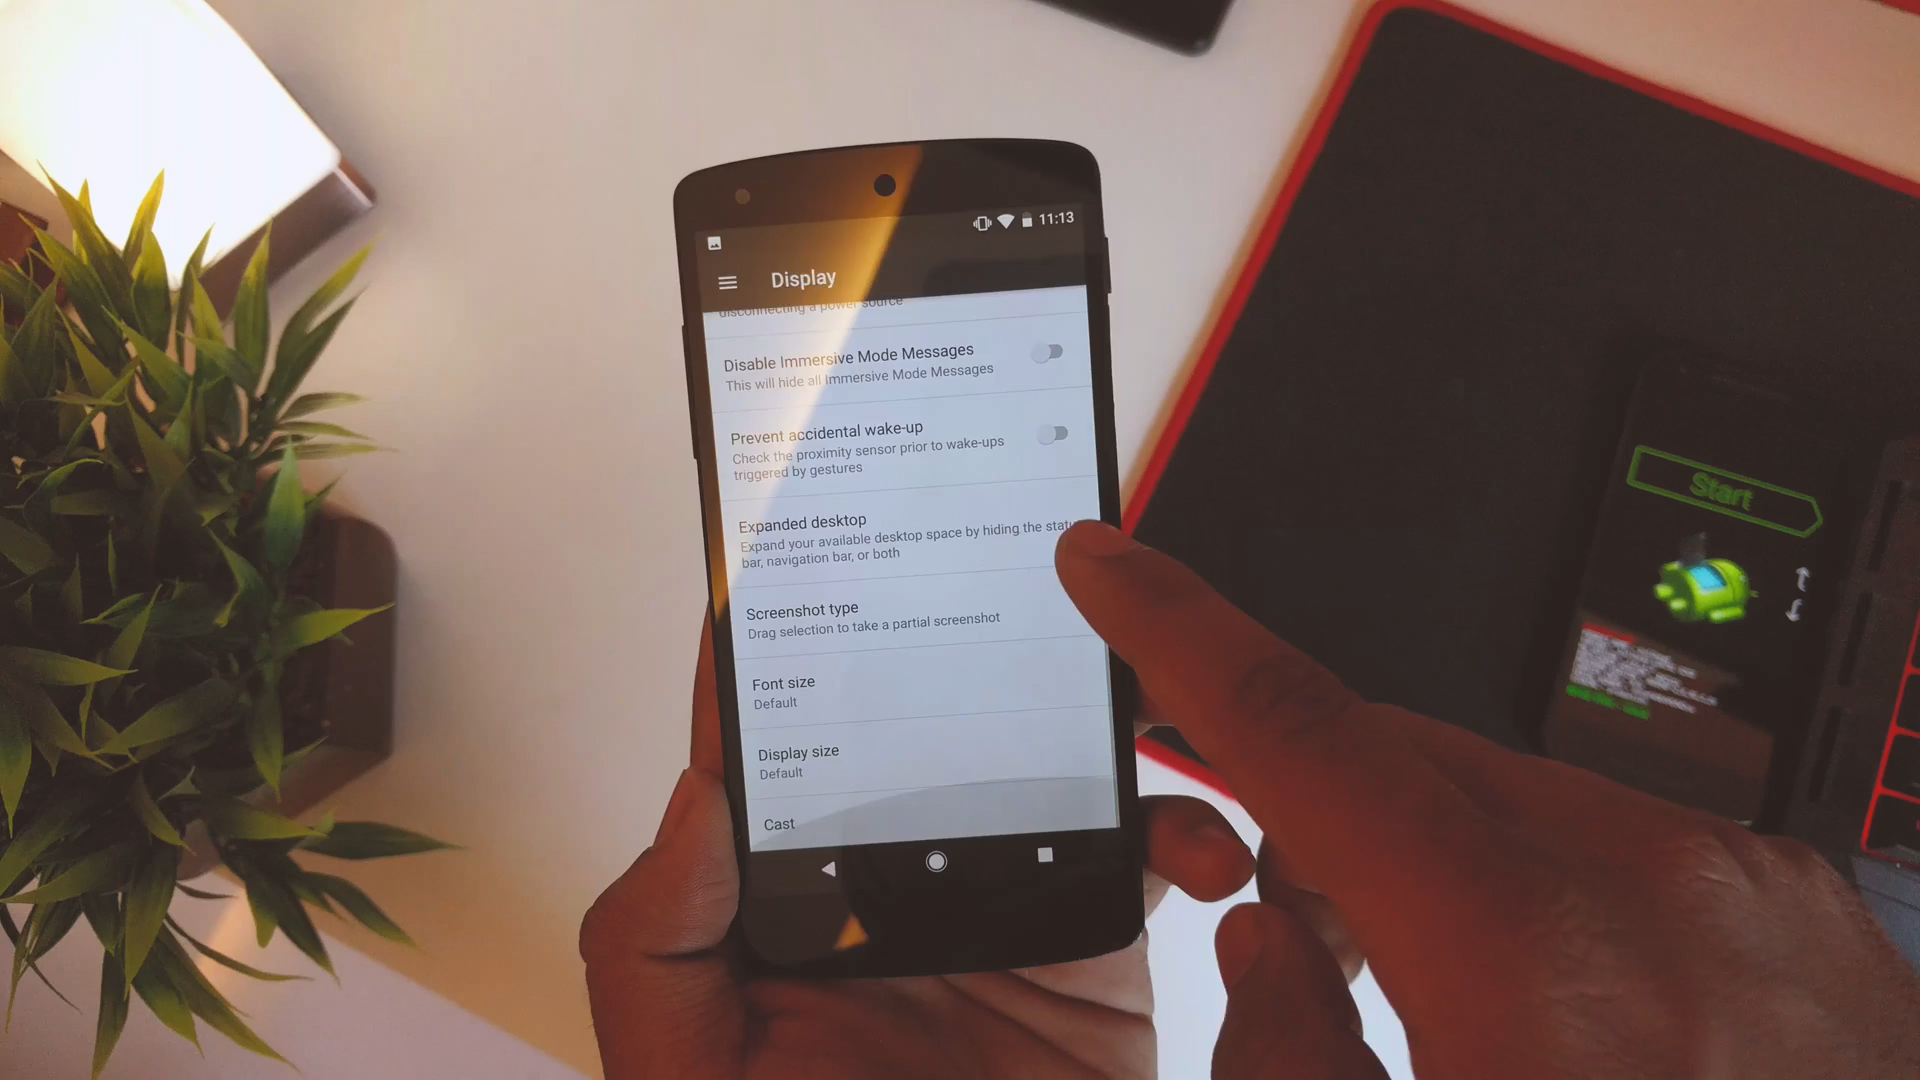 11:13
Display
disconnecting a power source
Disable Immersive Mode Messages
This will hide all Immersive Mode Messages
Prevent accidental wake-up
Check the proximity sensor prior to wake-ups
triggered by gestures
Expanded desktop
Expand your available desktop space by hiding the
bar, navigation bar, or both
Screenshot type
Drag selection to take a partial screenshot
Font size
Default
Display size
Default
Cast
Start